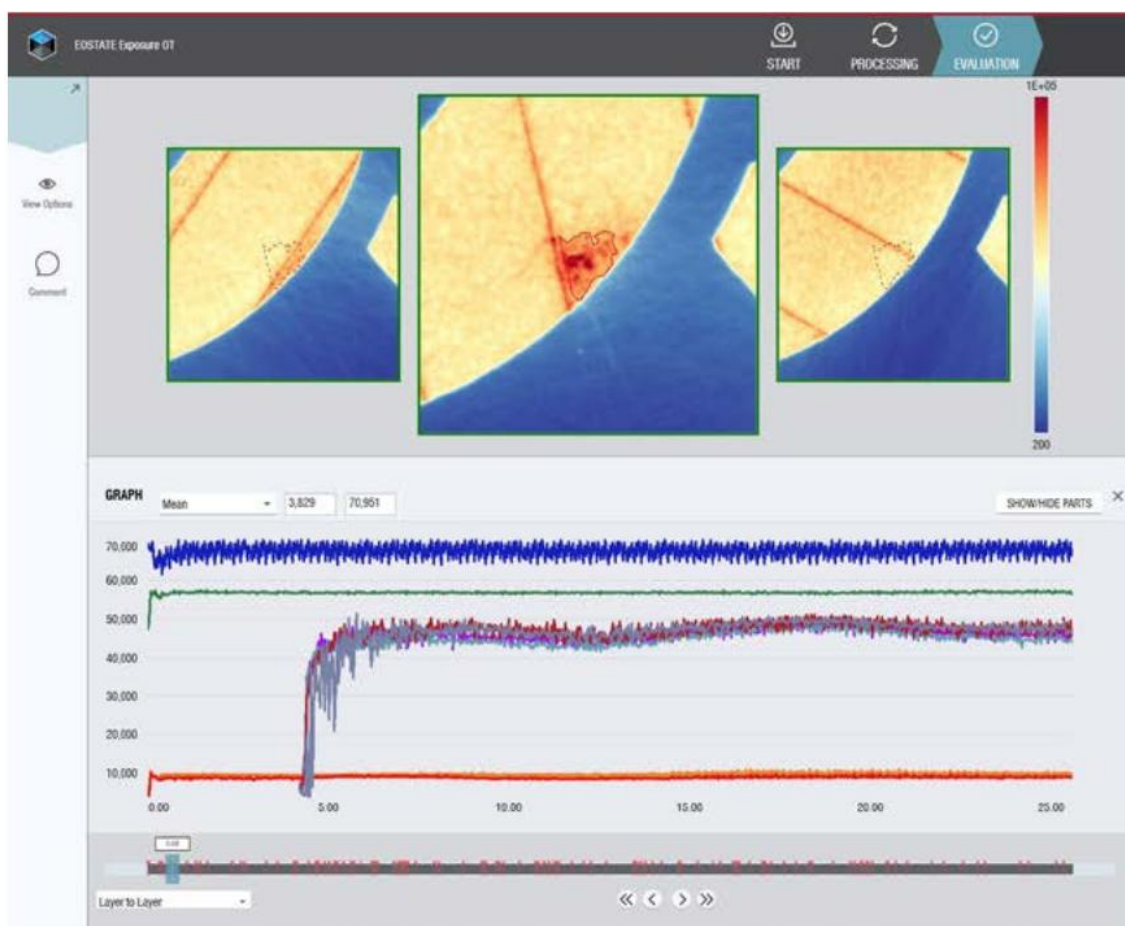 EOSTATE Exposure OT
START
PROCESSING
EVALUATION
1E+05
View Options
Comment
200
GRAPH
Mean
3,829
70,951
SHOW/HIDE PARTS
70,000
60,000
50,000
40,000
30,000
20,000
10,000
0.00
5.00
10.00
15.00
20.00
25.00
Layer to Layer